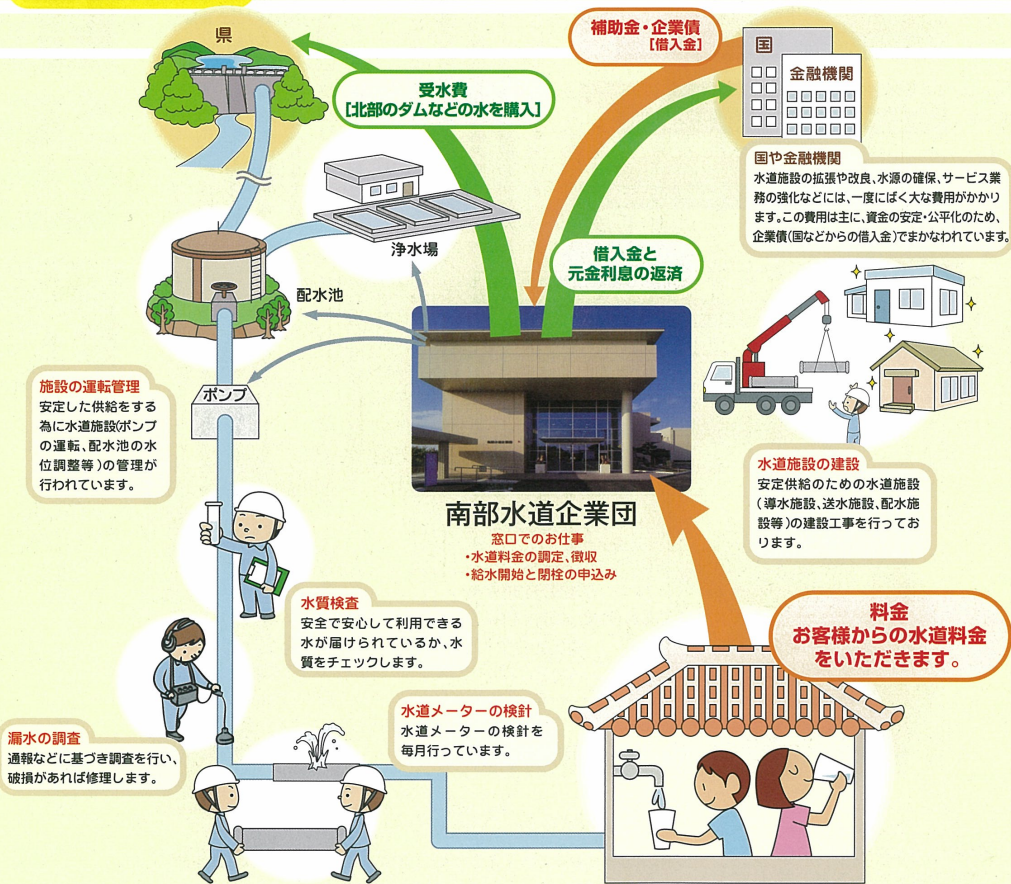 県
受水費
[北部のダムなどの水を購入]
補助金・企業債
[借入金]
国
金融機関
国や金融機関
水道施設の拡張や改良、水源の確保、サービス業
務の強化などには、一度にばく大な費用がかかり
ます。この費用は主に、資金の安定・公平化のため、
企業債(国などからの借入金)でまかなわれています。
浄水場
借入金と
元金利息の返済
配水池
ポンプ
施設の運転管理
安定した供給をする
為に水道施設(ポンプ
の運転、配水池の水
位調整等)の管理が
行われています。
南部水道企業団
窓口でのお仕事
・水道料金の調定、徴収
・給水開始と閉栓の申込み
水道施設の建設
安定供給のための水道施設
(導水施設、送水施設、配水施
設等)の建設工事を行ってお
ります。
水質検査
安全で安心して利用できる
水が届けられているか、水
質をチェックします。
料金
お客様からの水道料金
をいただきます。
水道メーターの検針
水道メーターの検針を
毎月行っています。
漏水の調査
通報などに基づき調査を行い、
破損があれば修理します。